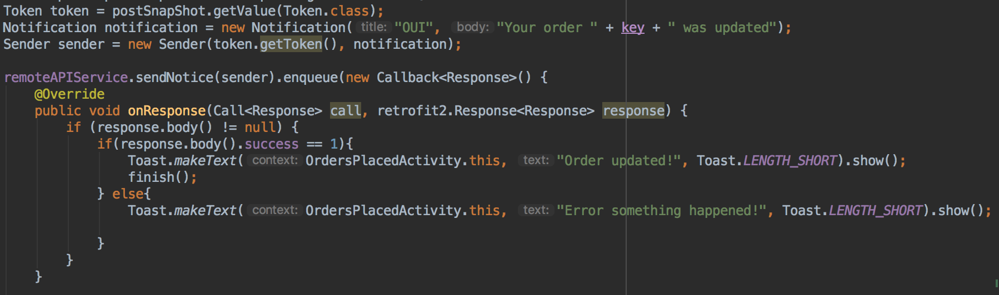 Token token = postSnapShot.getValue(Token.class);
Notification notification = new Notification( title: "OUI", body: "Your order " + key + " was updated");
Sender sender = new Sender(token.getToken(), notification);
remoteAPIService.sendNotice(sender).enqueue(new Callback<Response>() {
@Override
public void onResponse(Call<Response> call, retrofit2.Response<Response> response) {
if (response.body() != null) {
if(response.body().success == 1){
Toast.makeText( context: OrdersPlacedActivity.this, text: "Order updated!", Toast.LENGTH_SHORT).show();
finish();
} else{
Toast.makeText( context: OrdersPlacedActivity.this, text: "Error something happened!", Toast.LENGTH_SHORT).show();
}
}
}